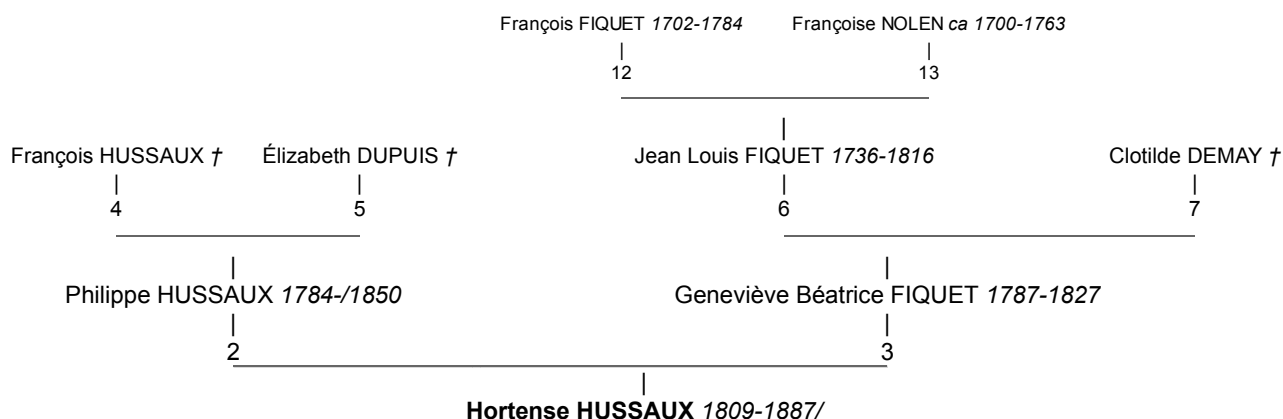 François FIQUET 1702-1784 Françoise NOLEN ca 1700-1763
12 13
François HUSSAUX † Élizabeth DUPUIS † Jean Louis FIQUET 1736-1816 Clotilde DEMAY †
4 5 6 7
Philippe HUSSAUX 1784-/1850 Geneviève Béatrice FIQUET 1787-1827
2 3
Hortense HUSSAUX 1809-1887/